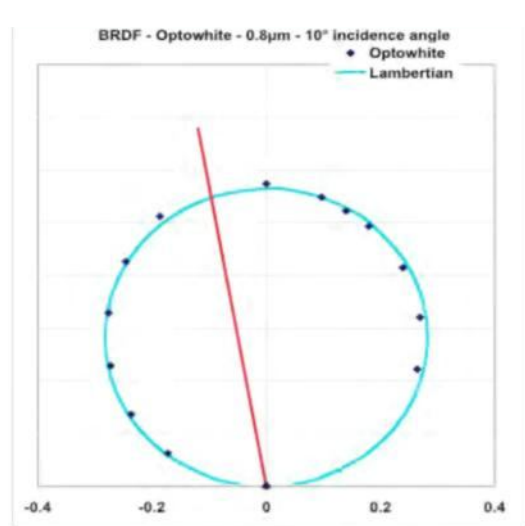 BRDF - Optowhite - 0.8µm - 10° incidence angle
Optowhite
Lambertian
-0.4 -0.2 0 0.2 0.4